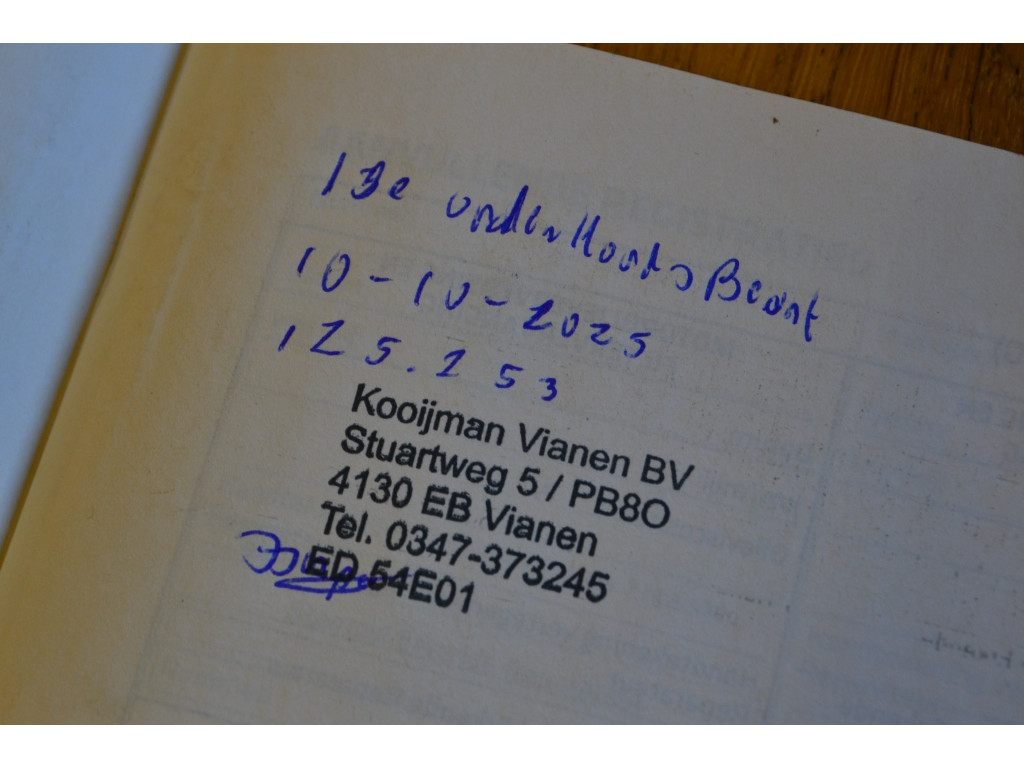 13e onderHoudsBeurt
10-10-2025
125.253
Kooijman Vianen BV
Stuartweg 5 / PB8O
4130 EB Vianen
Tel. 0347-373245
ED 54E01